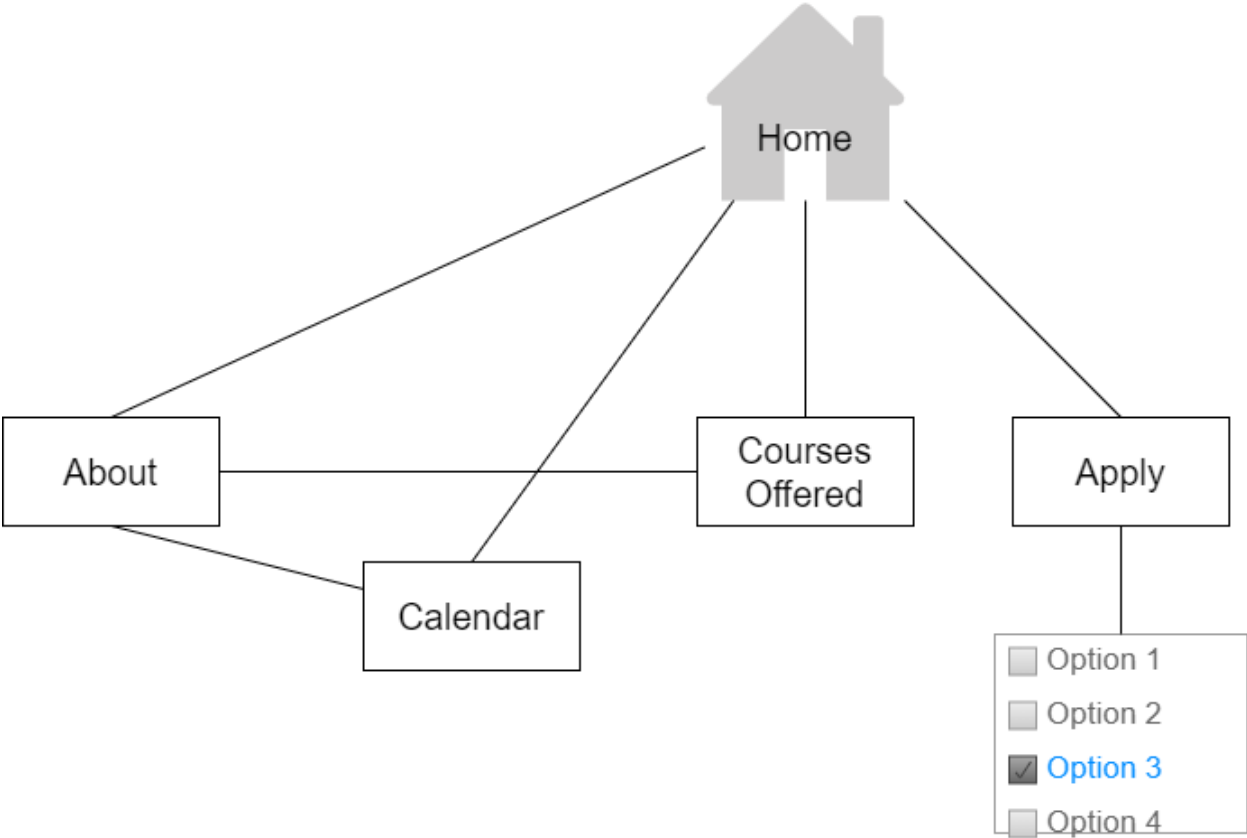 Home
About
Courses
Offered
Apply
Calendar
Option 1
Option 2
Option 3
Option 4